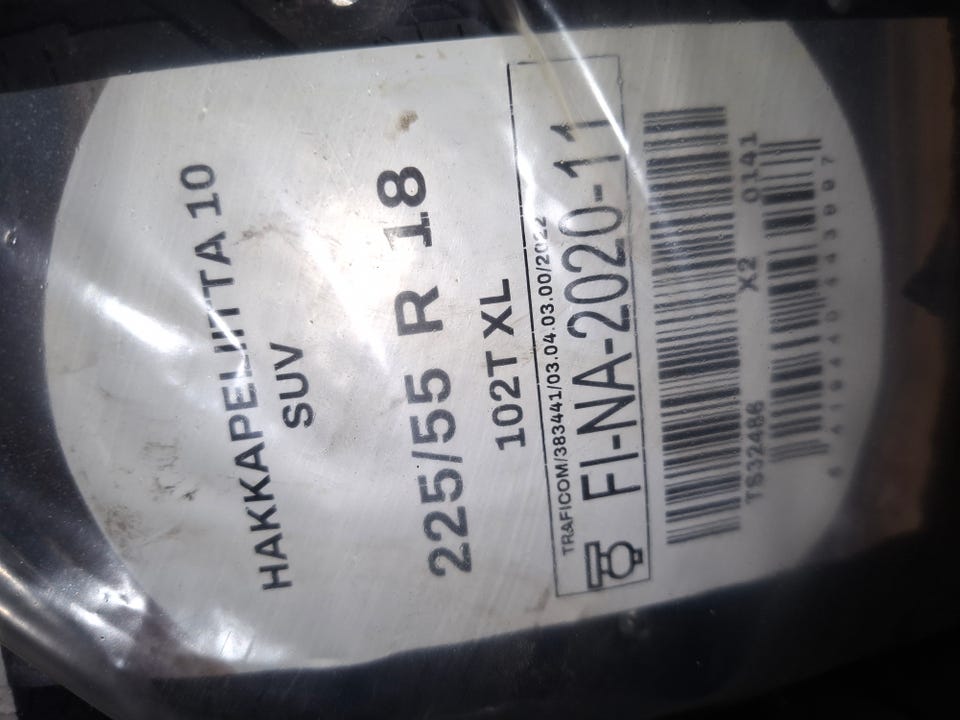 HAKKAPELIITTA 10
SUV
225/55 R 18
102T XL
TRAFICOM/383441/03.04.03.00/2022
FI-NA-2020-11
TS32486 X2 0141